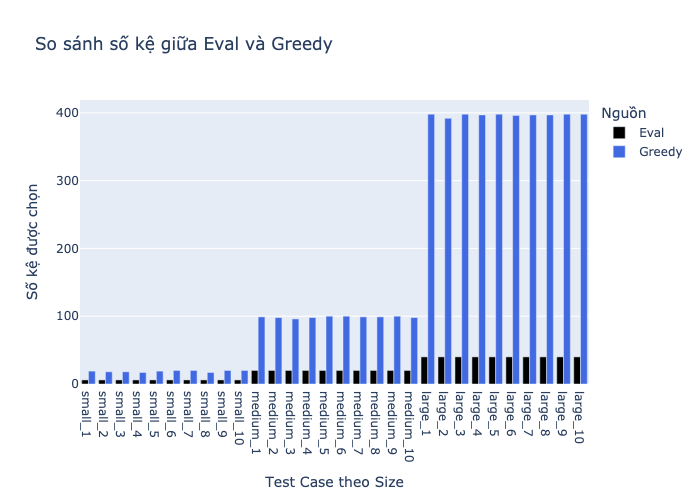 So sánh số kệ giữa Eval và Greedy
Nguồn
Eval
Greedy
Số kệ được chọn
400
300
200
100
0
small_1
small_2
small_3
small_4
small_5
small_6
small_7
small_8
small_9
small_10
medium_1
medium_2
medium_3
medium_4
medium_5
medium_6
medium_7
medium_8
medium_9
medium_10
large_1
large_2
large_3
large_4
large_5
large_6
large_7
large_8
large_9
large_10
Test Case theo Size